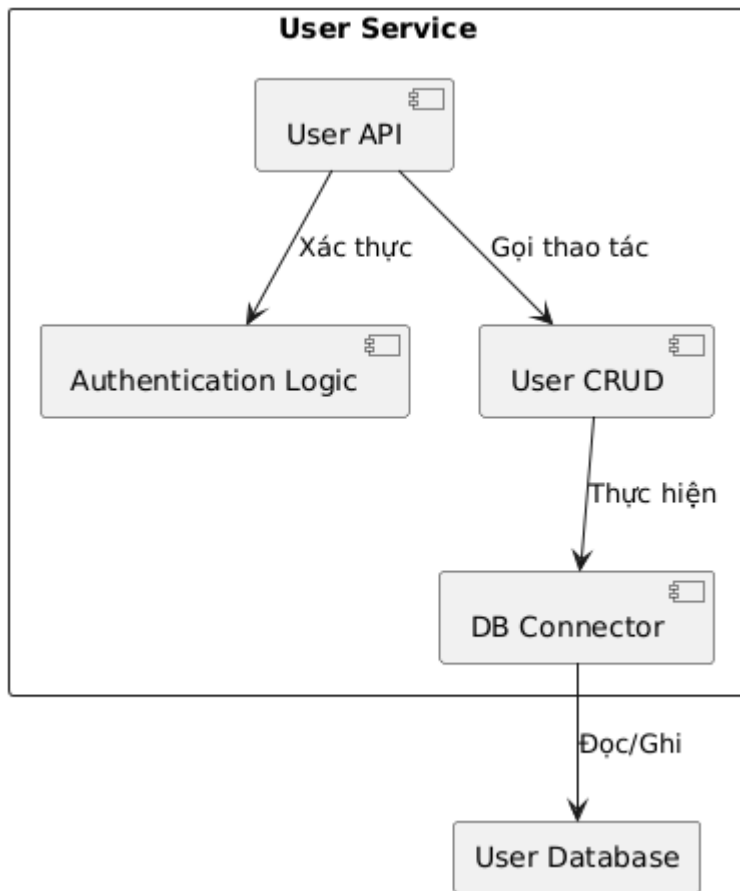 User Service
User API
Xác thực
Gọi thao tác
Authentication Logic
User CRUD
Thực hiện
DB Connector
Đọc/Ghi
User Database